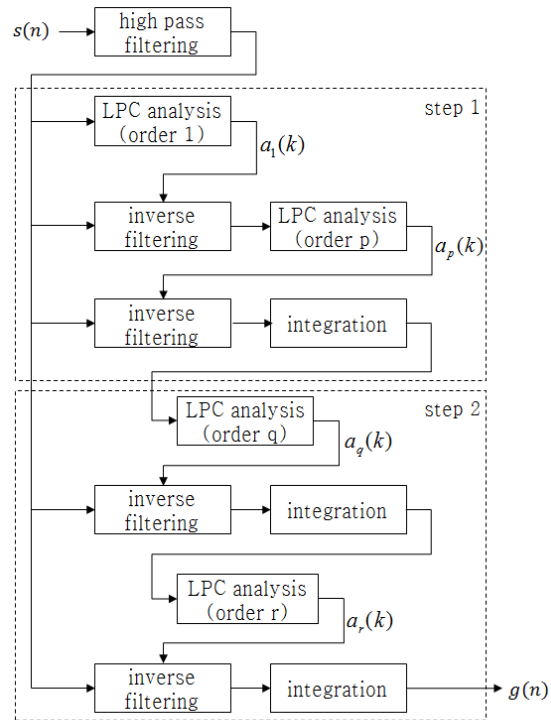 s(n)
high pass
filtering
step 1
LPC analysis
(order 1)
a₁(k)
inverse
filtering
LPC analysis
(order p)
aₚ(k)
inverse
filtering
integration
step 2
LPC analysis
(order q)
a_q(k)
inverse
filtering
integration
LPC analysis
(order r)
aᵣ(k)
inverse
filtering
integration
g(n)